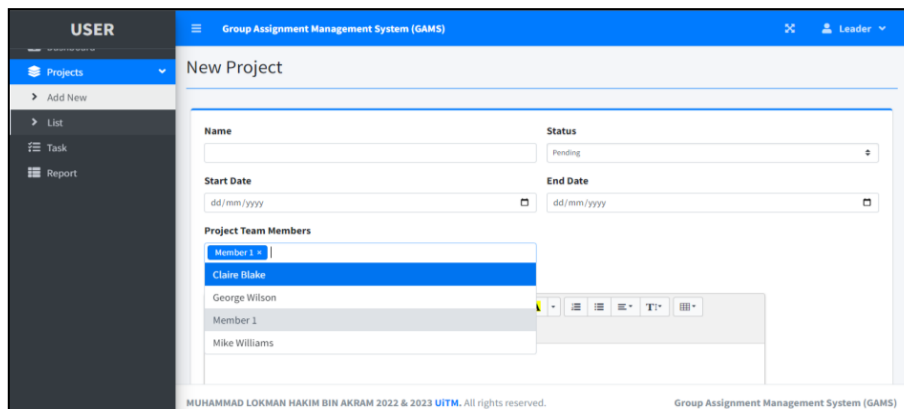 USER
Group Assignment Management System (GAMS)
Leader
Dashboard
Projects
Add New
List
Task
Report
New Project
Name
Status
Pending
Start Date
End Date
dd/mm/yyyy
dd/mm/yyyy
Project Team Members
Member 1 ×
Claire Blake
George Wilson
Member 1
Mike Williams
MUHAMMAD LOKMAN HAKIM BIN AKRAM 2022 & 2023 UiTM. All rights reserved.
Group Assignment Management System (GAMS)